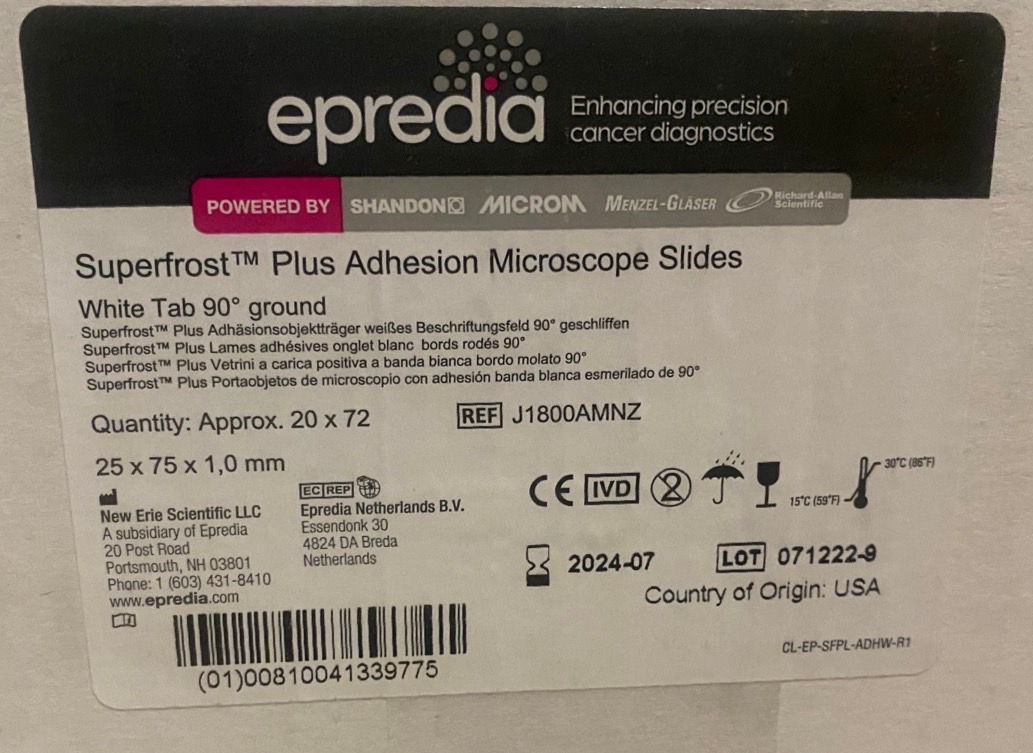 epredia
Enhancing precision
cancer diagnostics
POWERED BY SHANDON MICROM MENZEL-GLÄSER Richard-Allan
Scientific
Superfrost™ Plus Adhesion Microscope Slides
White Tab 90° ground
Superfrost™ Plus Adhäsionsobjektträger weißes Beschriftungsfeld 90° geschliffen
Superfrost™ Plus Lames adhésives onglet blanc bords rodés 90°
Superfrost™ Plus Vetrini a carica positiva a banda bianca bordo molato 90°
Superfrost™ Plus Portaobjetos de microscopio con adhesión banda blanca esmerilado de 90°
Quantity: Approx. 20 x 72
REF J1800AMNZ
25 x 75 x 1,0 mm
New Erie Scientific LLC
A subsidiary of Epredia
20 Post Road
Portsmouth, NH 03801
Phone: 1 (603) 431-8410
www.epredia.com
EC REP
Epredia Netherlands B.V.
Essendonk 30
4824 DA Breda
Netherlands
CE IVD 2
15°C (59°F)
30°C (86°F)
2024-07
LOT 071222-9
Country of Origin: USA
(01)00810041339775
CL-EP-SFPL-ADHW-R1